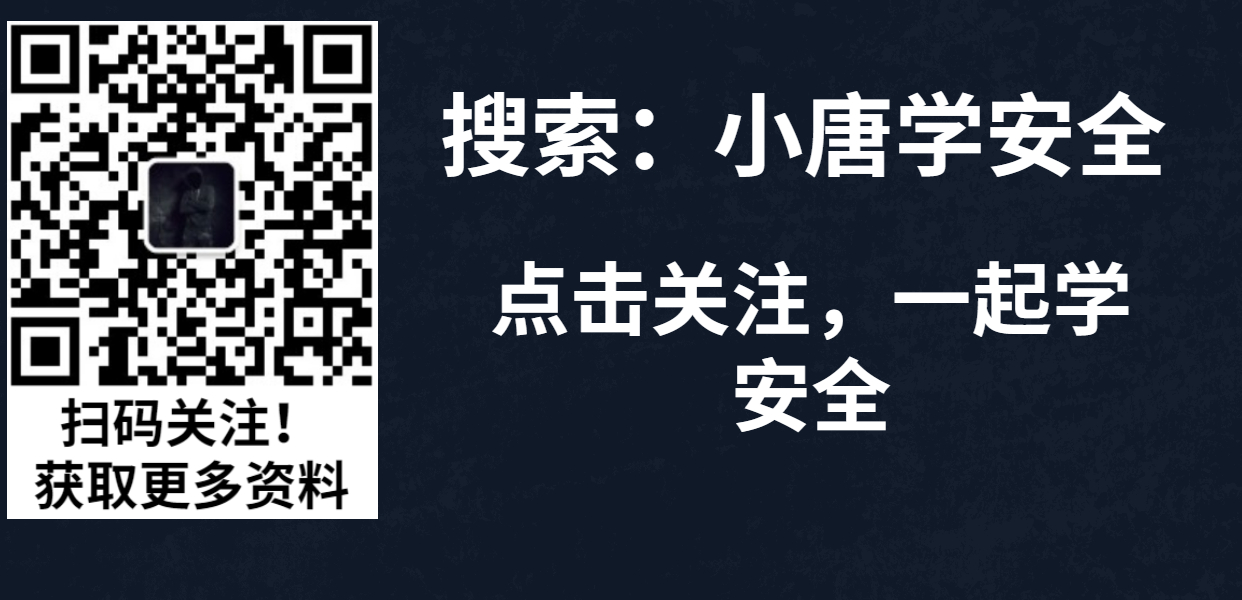 搜索：小唐学安全
点击关注，一起学
安全
扫码关注！
获取更多资料